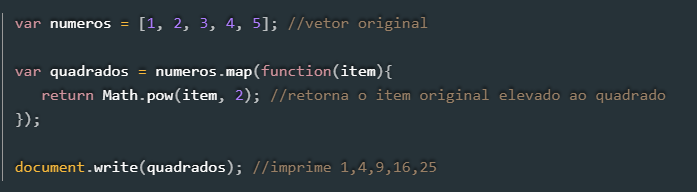 var numeros = [1, 2, 3, 4, 5]; //vetor original
var quadrados = numeros.map(function(item){
return Math.pow(item, 2); //retorna o item original elevado ao quadrado
});
document.write(quadrados); //imprime 1,4,9,16,25